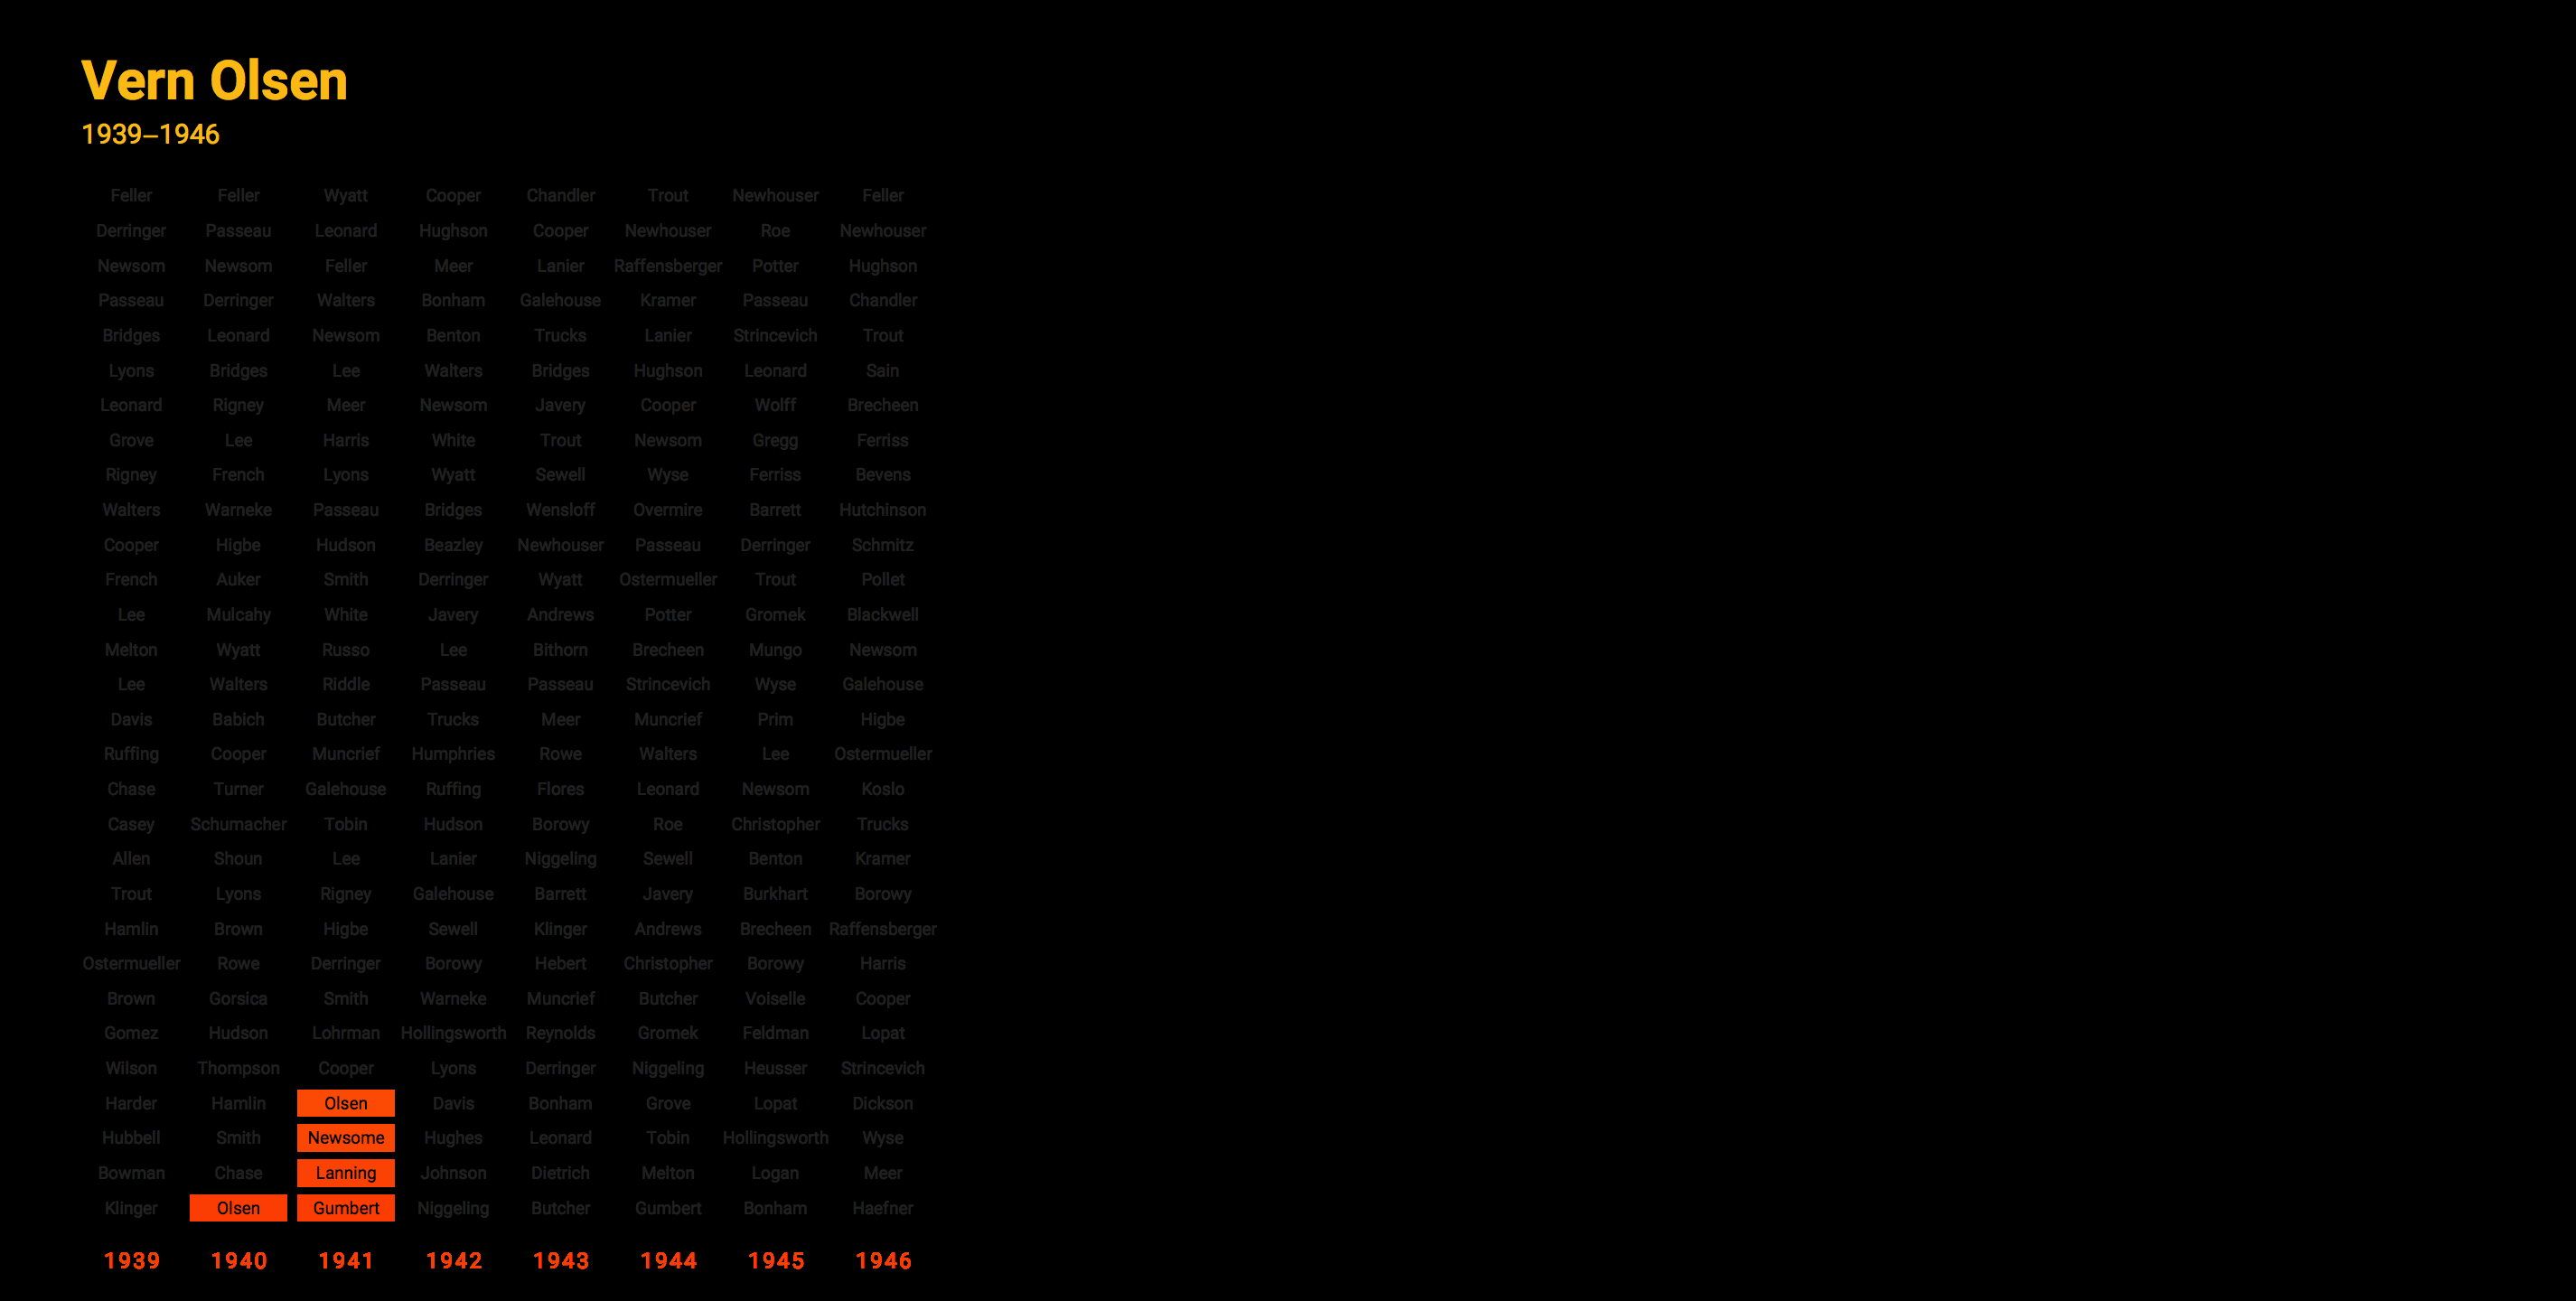 Vern Olsen
1939–1946
Feller Feller Wyatt Cooper Chandler Trout Newhouser Feller
Derringer Passeau Leonard Hughson Cooper Newhouser Roe Newhouser
Newsom Newsom Feller Meer Lanier Raffensberger Potter Hughson
Passeau Derringer Walters Bonham Galehouse Kramer Passeau Chandler
Bridges Leonard Newsom Benton Trucks Lanier Strincevich Trout
Lyons Bridges Lee Walters Bridges Hughson Leonard Sain
Leonard Rigney Meer Newsom Javery Cooper Wolff Brecheen
Grove Lee Harris White Trout Newsom Gregg Ferriss
Rigney French Lyons Wyatt Sewell Wyse Ferriss Bevens
Walters Warneke Passeau Bridges Wensloff Overmire Barrett Hutchinson
Cooper Higbe Hudson Beazley Newhouser Passeau Derringer Schmitz
French Auker Smith Derringer Wyatt Ostermueller Trout Pollet
Lee Mulcahy White Javery Andrews Potter Gromek Blackwell
Melton Wyatt Russo Lee Bithorn Brecheen Mungo Newsom
Lee Walters Riddle Passeau Passeau Strincevich Wyse Galehouse
Davis Babich Butcher Trucks Meer Muncrief Prim Higbe
Ruffing Cooper Muncrief Humphries Rowe Walters Lee Ostermueller
Chase Turner Galehouse Ruffing Flores Leonard Newsom Koslo
Casey Schumacher Tobin Hudson Borowy Roe Christopher Trucks
Allen Shoun Lee Lanier Niggeling Sewell Benton Kramer
Trout Lyons Rigney Galehouse Barrett Javery Burkhart Borowy
Hamlin Brown Higbe Sewell Klinger Andrews Brecheen Raffensberger
Ostermueller Rowe Derringer Borowy Hebert Christopher Borowy Harris
Brown Gorsica Smith Warneke Muncrief Butcher Voiselle Cooper
Gomez Hudson Lohrman Hollingsworth Reynolds Gromek Feldman Lopat
Wilson Thompson Cooper Lyons Derringer Niggeling Heusser Strincevich
Harder Hamlin Olsen Davis Bonham Grove Lopat Dickson
Hubbell Smith Newsome Hughes Leonard Tobin Hollingsworth Wyse
Bowman Chase Lanning Johnson Dietrich Melton Logan Meer
Klinger Olsen Gumbert Niggeling Butcher Gumbert Bonham Haefner
1939 1940 1941 1942 1943 1944 1945 1946